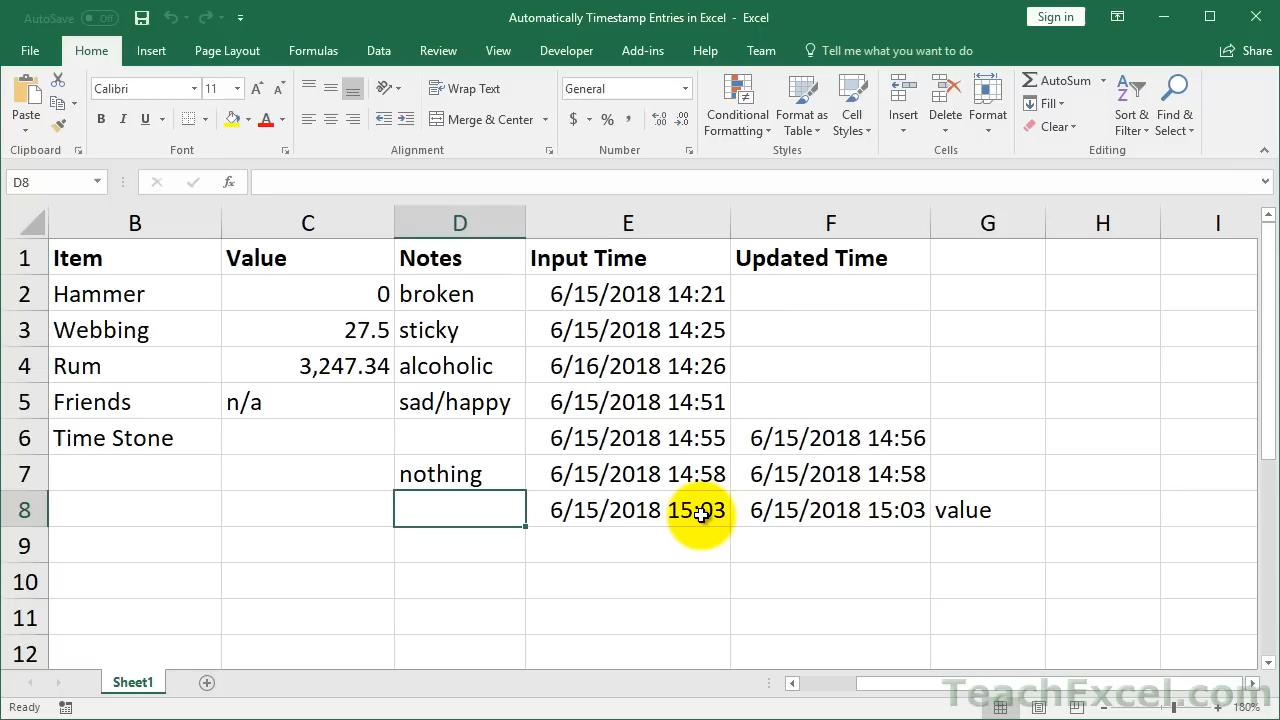 AutoSave Off Automatically Timestamp Entries in Excel - Excel Sign in
File Home Insert Page Layout Formulas Data Review View Developer Add-ins Help Team Tell me what you want to do Share
Calibri 11 Wrap Text General AutoSum
Fill
Paste Merge & Center Conditional Formatting Format as Table Cell Styles Insert Delete Format Clear Sort & Filter Find & Select
Clipboard Font Alignment Number Styles Cells Editing
D8 fx
B C D E F G H I
1 Item Value Notes Input Time Updated Time
2 Hammer 0 broken 6/15/2018 14:21
3 Webbing 27.5 sticky 6/15/2018 14:25
4 Rum 3,247.34 alcoholic 6/16/2018 14:26
5 Friends n/a sad/happy 6/15/2018 14:51
6 Time Stone 6/15/2018 14:55 6/15/2018 14:56
7 nothing 6/15/2018 14:58 6/15/2018 14:58
8 6/15/2018 15:03 6/15/2018 15:03 value
9
10
11
12
Sheet1
TeachExcel.com
Ready 180%